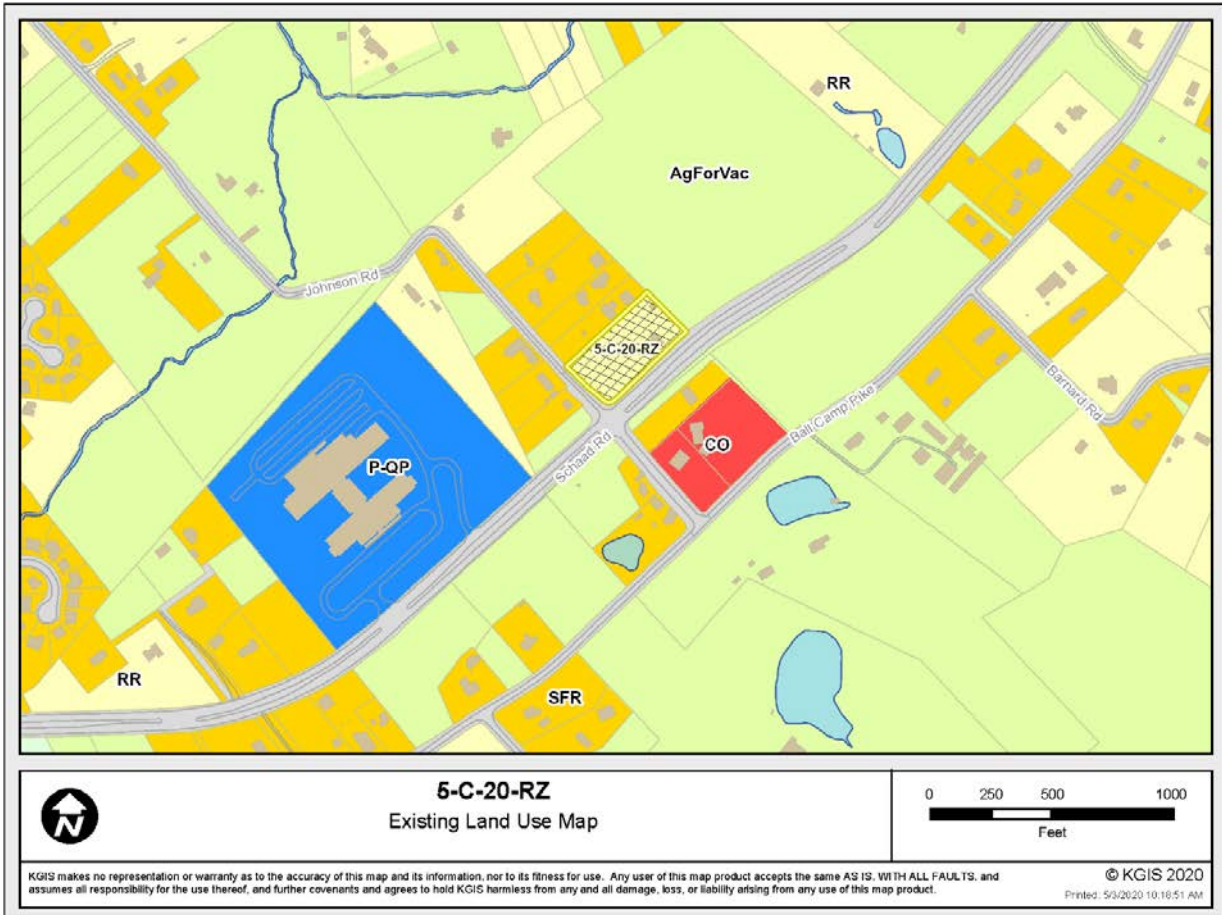 RR
AgForVac
Johnson Rd
5-C-20-RZ
Barnard Rd
Ball Camp Pike
CO
Schaad Rd
P-QP
RR
SFR
N
5-C-20-RZ
Existing Land Use Map
0 250 500 1000
Feet
KGIS makes no representation or warranty as to the accuracy of this map and its information, nor to its fitness for use. Any user of this map product accepts the same AS IS, WITH ALL FAULTS, and
assumes all responsibility for the use thereof, and further covenants and agrees to hold KGIS harmless from any and all damage, loss, or liability arising from any use of this map product.
© KGIS 2020
Printed: 5/3/2020 10:18:51 AM